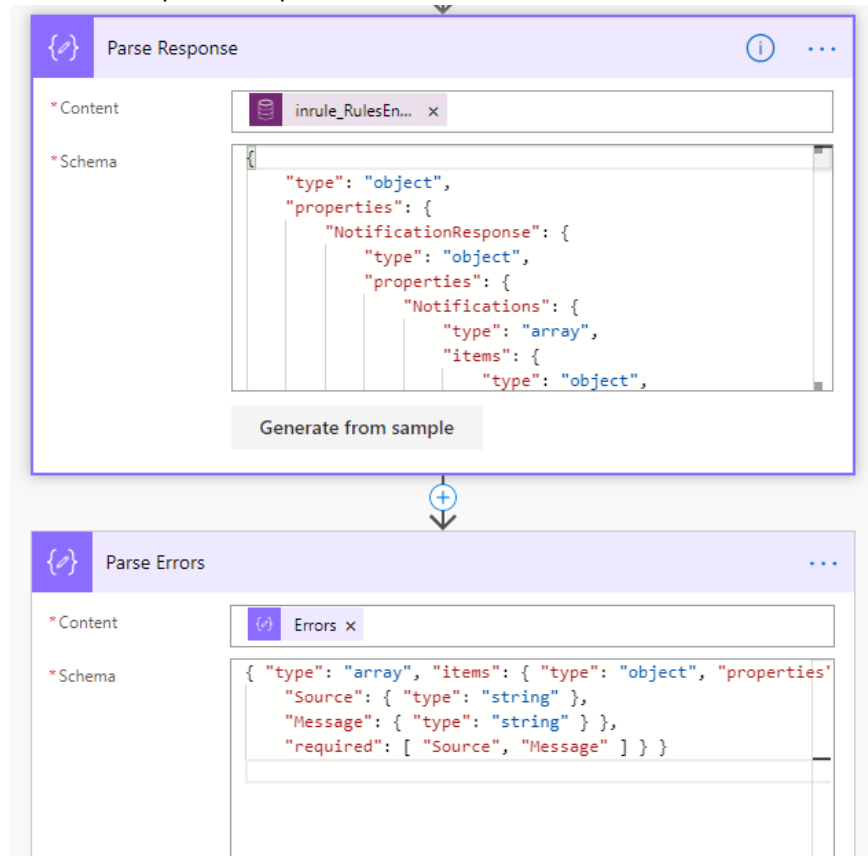 Parse Response
* Content
inrule_RulesEn... ×
* Schema
{
"type": "object",
"properties": {
"NotificationResponse": {
"type": "object",
"properties": {
"Notifications": {
"type": "array",
"items": {
"type": "object",
Generate from sample
Parse Errors
* Content
Errors ×
* Schema
{ "type": "array", "items": { "type": "object", "properties"
"Source": { "type": "string" },
"Message": { "type": "string" } },
"required": [ "Source", "Message" ] } }